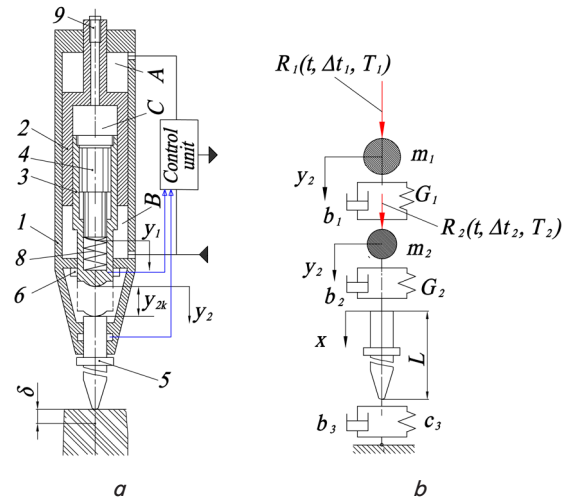 9
A
C
2
4
3
B
Control
unit
1
y₁
8
6
y₂ₖ
y₂
5
δ
a
R₁(t, Δt₁, T₁)
m₁
y₂
G₁
b₁
R₂(t, Δt₂, T₂)
m₂
y₂
G₂
b₂
x
L
b₃
c₃
b